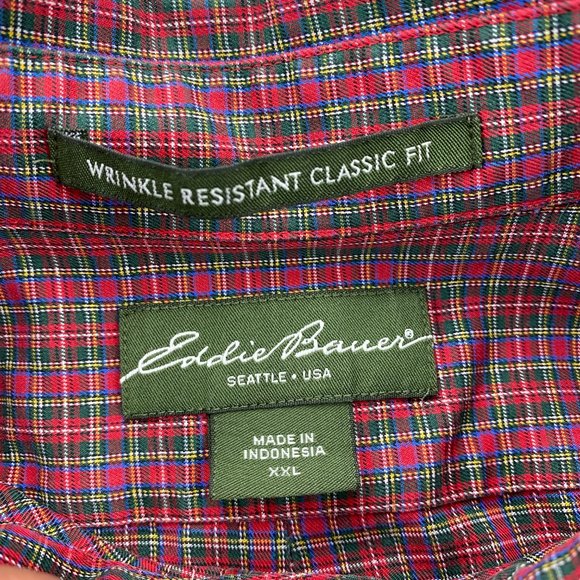 WRINKLE RESISTANT CLASSIC FIT
Eddie Bauer®
SEATTLE • USA
MADE IN
INDONESIA
XXL